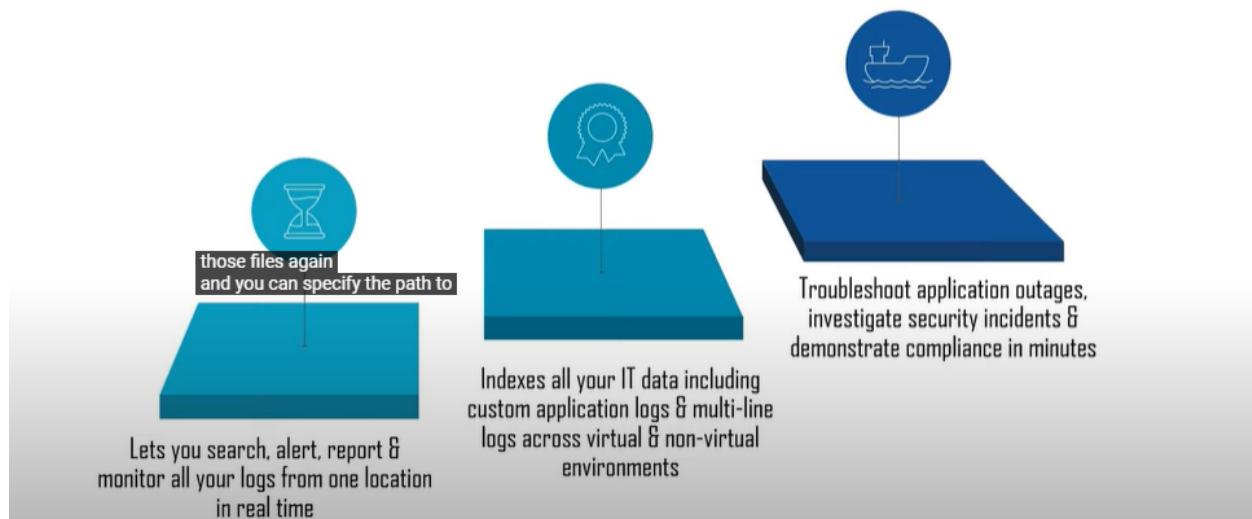 those files again
and you can specify the path to
Lets you search, alert, report &
monitor all your logs from one location
in real time
Indexes all your IT data including
custom application logs & multi-line
logs across virtual & non-virtual
environments
Troubleshoot application outages,
investigate security incidents &
demonstrate compliance in minutes